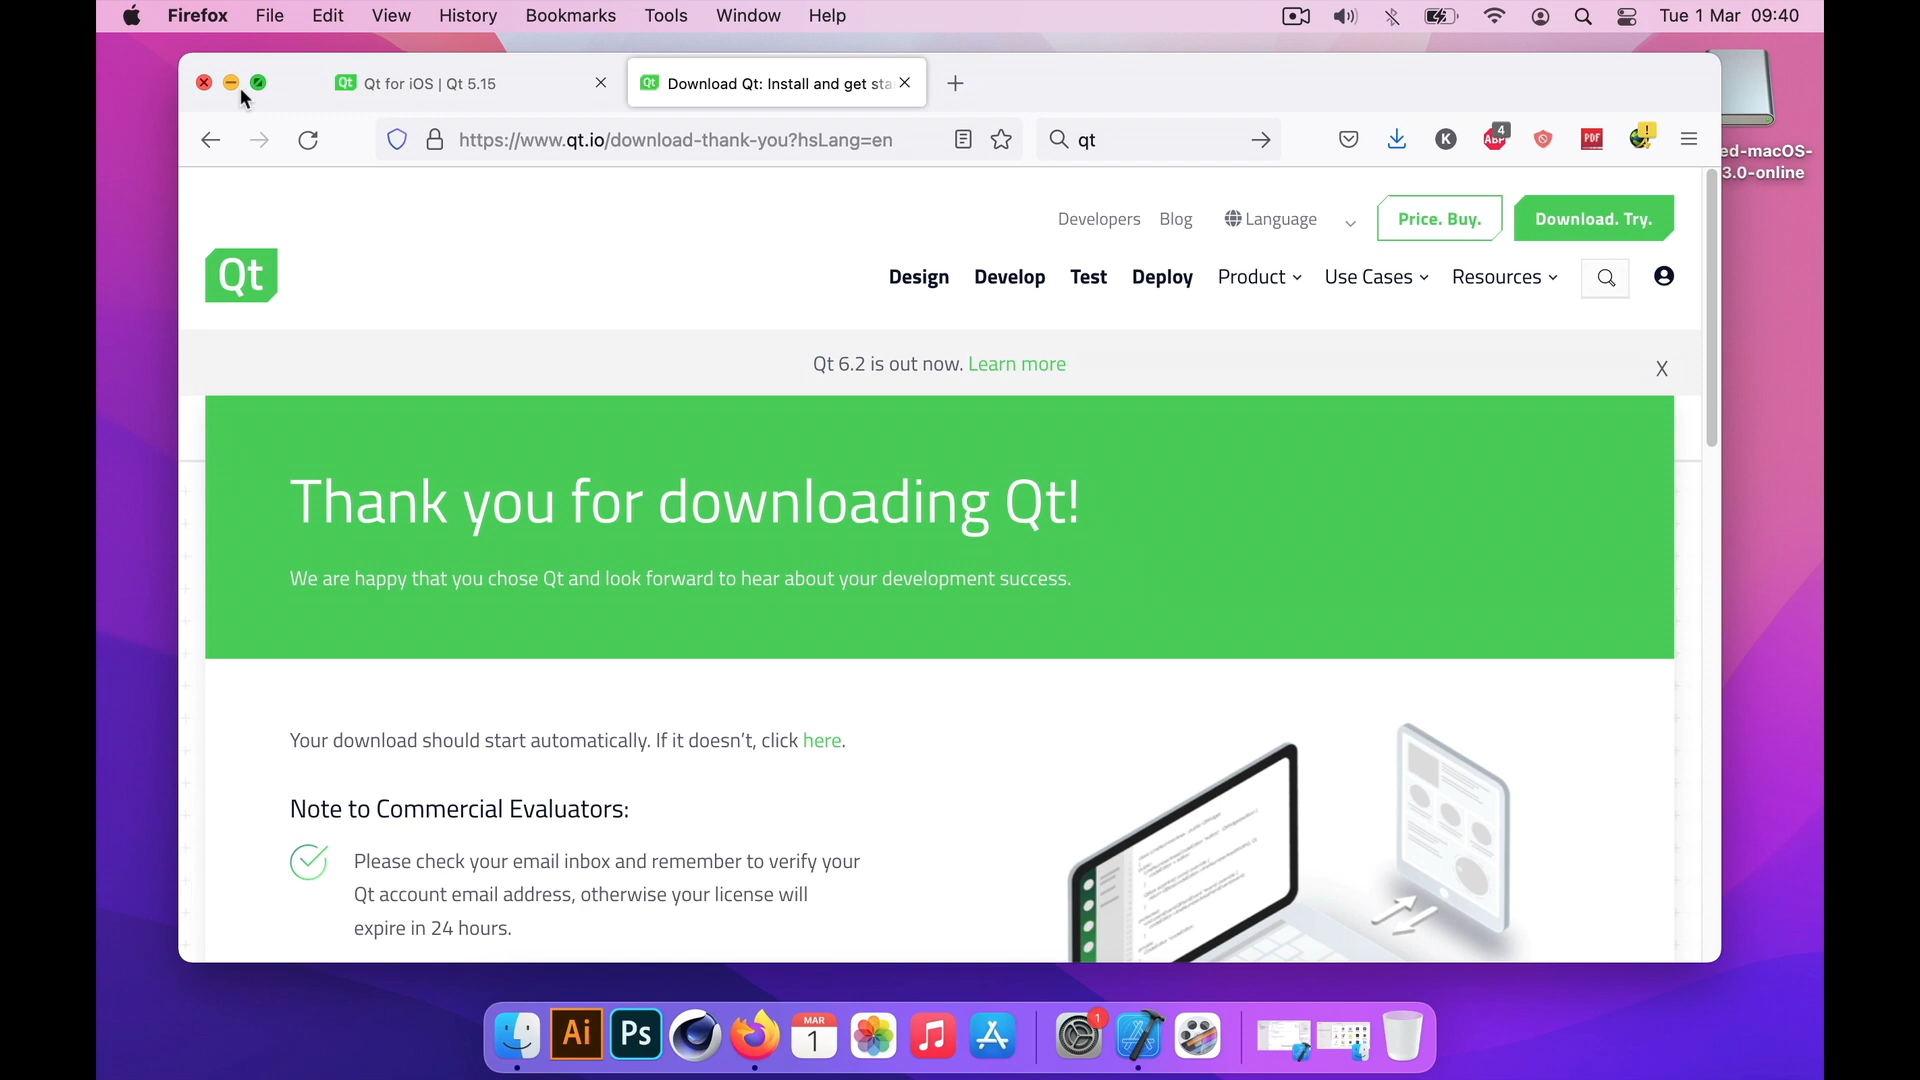 Firefox File Edit View History Bookmarks Tools Window Help
Tue 1 Mar 09:40
Qt Qt for iOS | Qt 5.15
Qt Download Qt: Install and get sta
https://www.qt.io/download-thank-you?hsLang=en
qt
K
ABP 4
PDF
!
ed-macOS-
3.0-online
Developers Blog Language
Price. Buy.
Download. Try.
Qt
Design Develop Test Deploy Product Use Cases Resources
Qt 6.2 is out now. Learn more
X
Thank you for downloading Qt!
We are happy that you chose Qt and look forward to hear about your development success.
Your download should start automatically. If it doesn't, click here.
Note to Commercial Evaluators:
Please check your email inbox and remember to verify your
Qt account email address, otherwise your license will
expire in 24 hours.
Ai
Ps
MAR
1
1